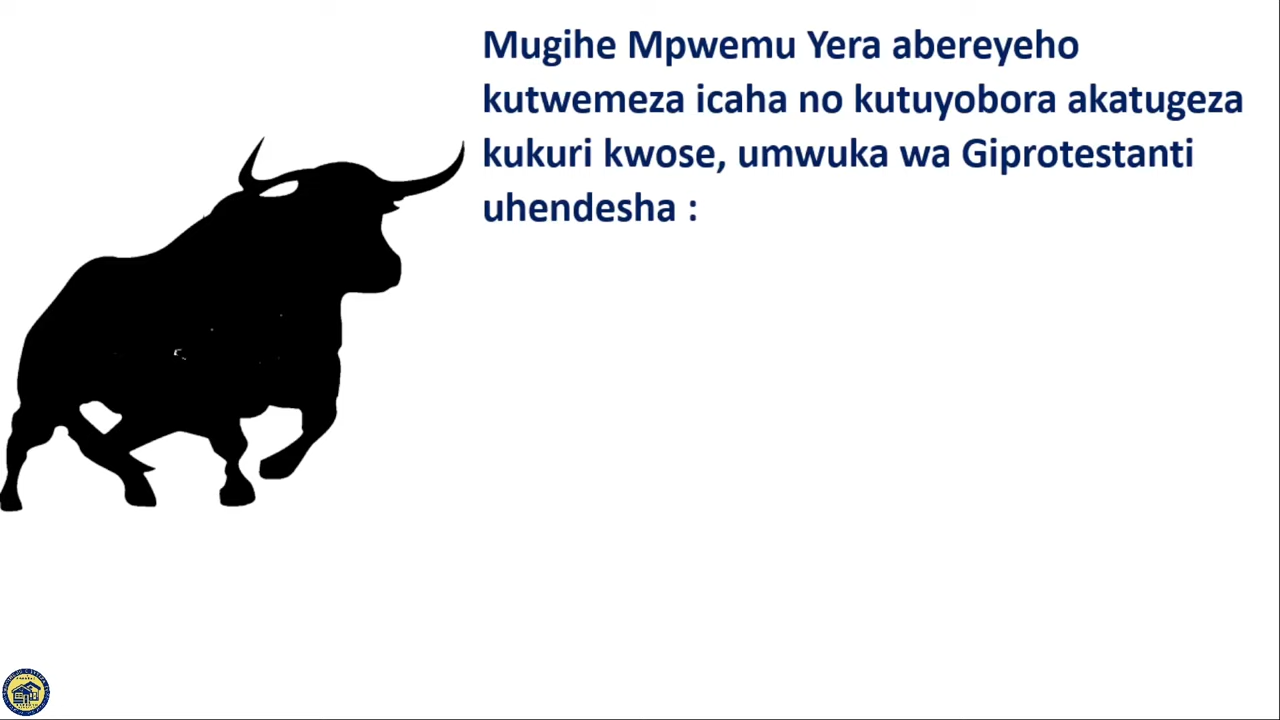 Mugihe Mpwemu Yera abereyeho
kutwemeza icaha no kutuyobora akatugeza
kukuri kwose, umwuka wa Giprotestanti
uhendesha :